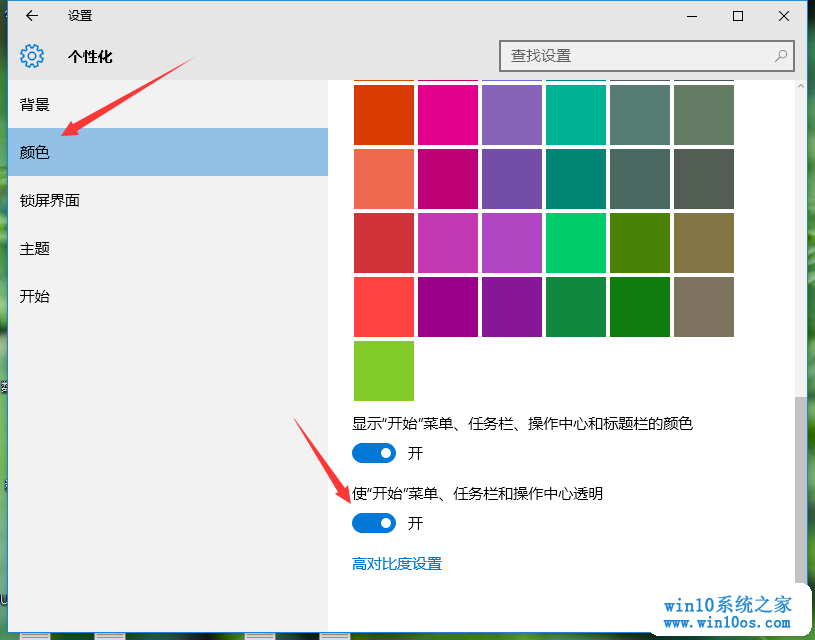 设置
个性化
查找设置
背景
颜色
锁屏界面
主题
开始
显示“开始”菜单、任务栏、操作中心和标题栏的颜色
开
使“开始”菜单、任务栏和操作中心透明
开
高对比度设置
win10系统之家
www.win10os.com